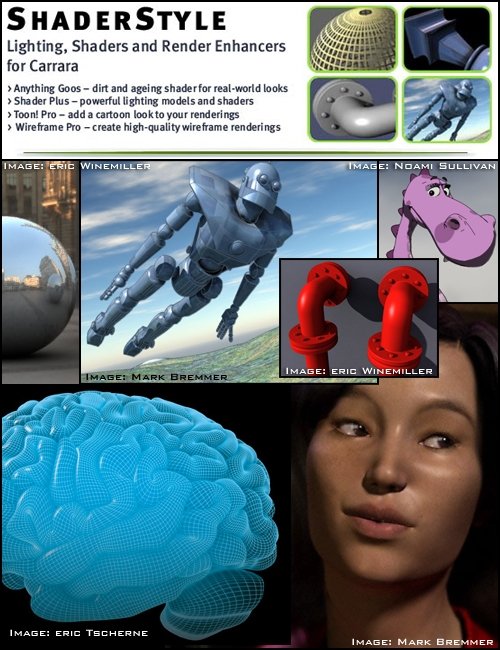 SHADERSTYLE
Lighting, Shaders and Render Enhancers
for Carrara
› Anything Goos – dirt and ageing shader for real-world looks
› Shader Plus – powerful lighting models and shaders
› Toon! Pro – add a cartoon look to your renderings
› Wireframe Pro – create high-quality wireframe renderings
IMAGE: ERIC WINEMILLER
IMAGE: NOAMI SULLIVAN
IMAGE: ERIC WINEMILLER
IMAGE: MARK BREMMER
IMAGE: ERIC TSCHERNE
IMAGE: MARK BREMMER